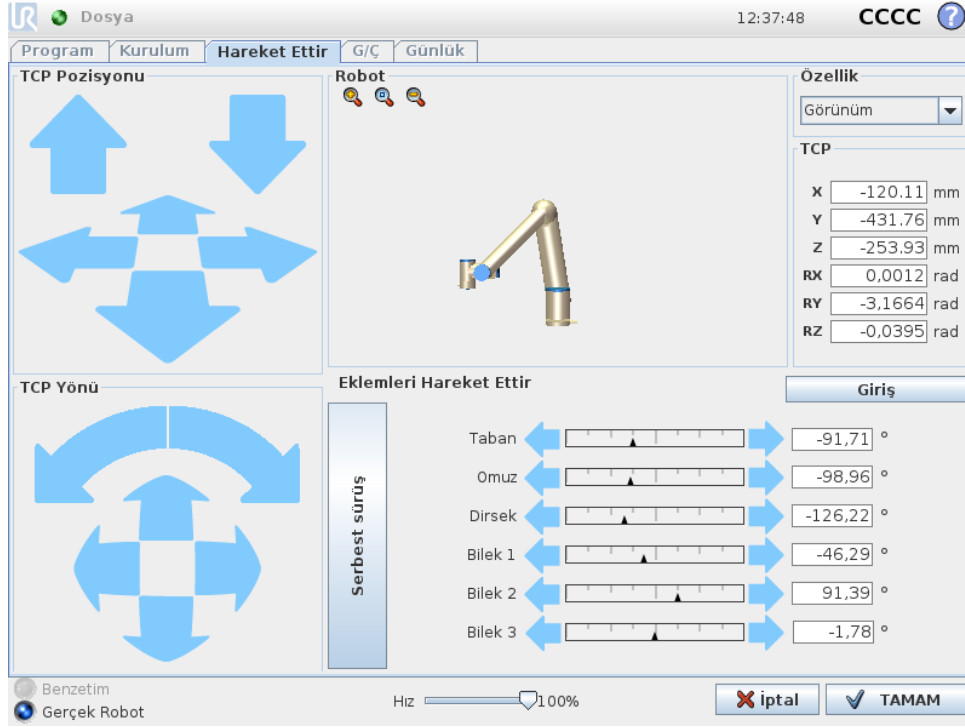 UR Dosya 12:37:48 CCCC ?
Program Kurulum Hareket Ettir G/Ç Günlük
TCP Pozisyonu
Robot
Özellik
Görünüm
TCP
X -120.11 mm
Y -431.76 mm
Z -253.93 mm
RX 0,0012 rad
RY -3,1664 rad
RZ -0,0395 rad
TCP Yönü
Eklemleri Hareket Ettir
Giriş
Serbest sürüş
Taban -91,71 °
Omuz -98,96 °
Dirsek -126,22 °
Bilek 1 -46,29 °
Bilek 2 91,39 °
Bilek 3 -1,78 °
Benzetim
Gerçek Robot
Hız 100%
İptal
TAMAM